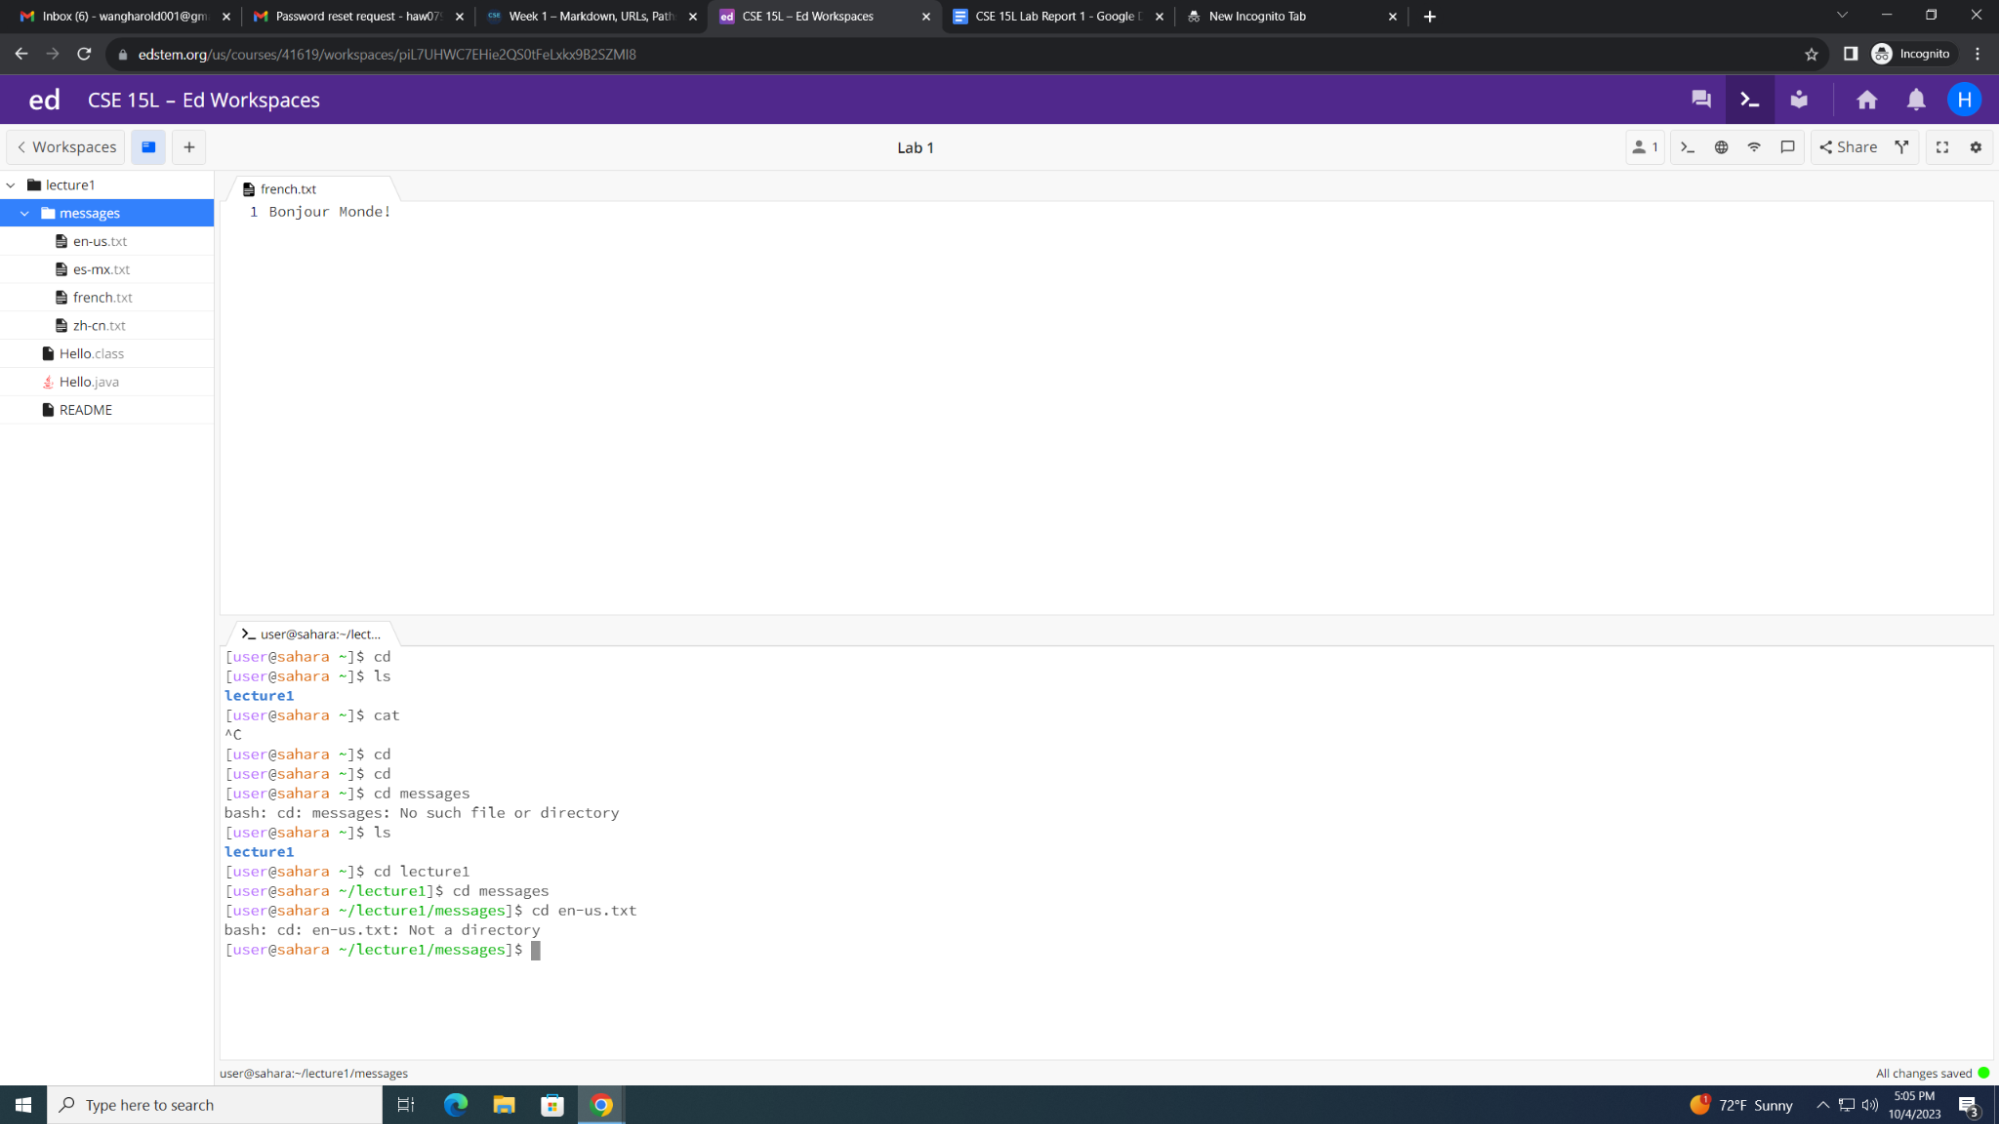 Inbox (6) - wangharold001@gm
Password reset request - haw07
Week 1 – Markdown, URLs, Path
ed CSE 15L – Ed Workspaces
CSE 15L Lab Report 1 - Google D
New Incognito Tab
edstem.org/us/courses/41619/workspaces/piL7UHWC7EHie2QS0tFeLxkx9B2SZMI8
Incognito
ed CSE 15L – Ed Workspaces
H
Workspaces
Lab 1
1
Share
lecture1
messages
en-us.txt
es-mx.txt
french.txt
zh-cn.txt
Hello.class
Hello.java
README
french.txt
1 Bonjour Monde!
user@sahara:~/lect...
[user@sahara ~]$ cd
[user@sahara ~]$ ls
lecture1
[user@sahara ~]$ cat
^C
[user@sahara ~]$ cd
[user@sahara ~]$ cd
[user@sahara ~]$ cd messages
bash: cd: messages: No such file or directory
[user@sahara ~]$ ls
lecture1
[user@sahara ~]$ cd lecture1
[user@sahara ~/lecture1]$ cd messages
[user@sahara ~/lecture1/messages]$ cd en-us.txt
bash: cd: en-us.txt: Not a directory
[user@sahara ~/lecture1/messages]$
user@sahara:~/lecture1/messages
All changes saved
Type here to search
1
72°F Sunny
5:05 PM
10/4/2023
3